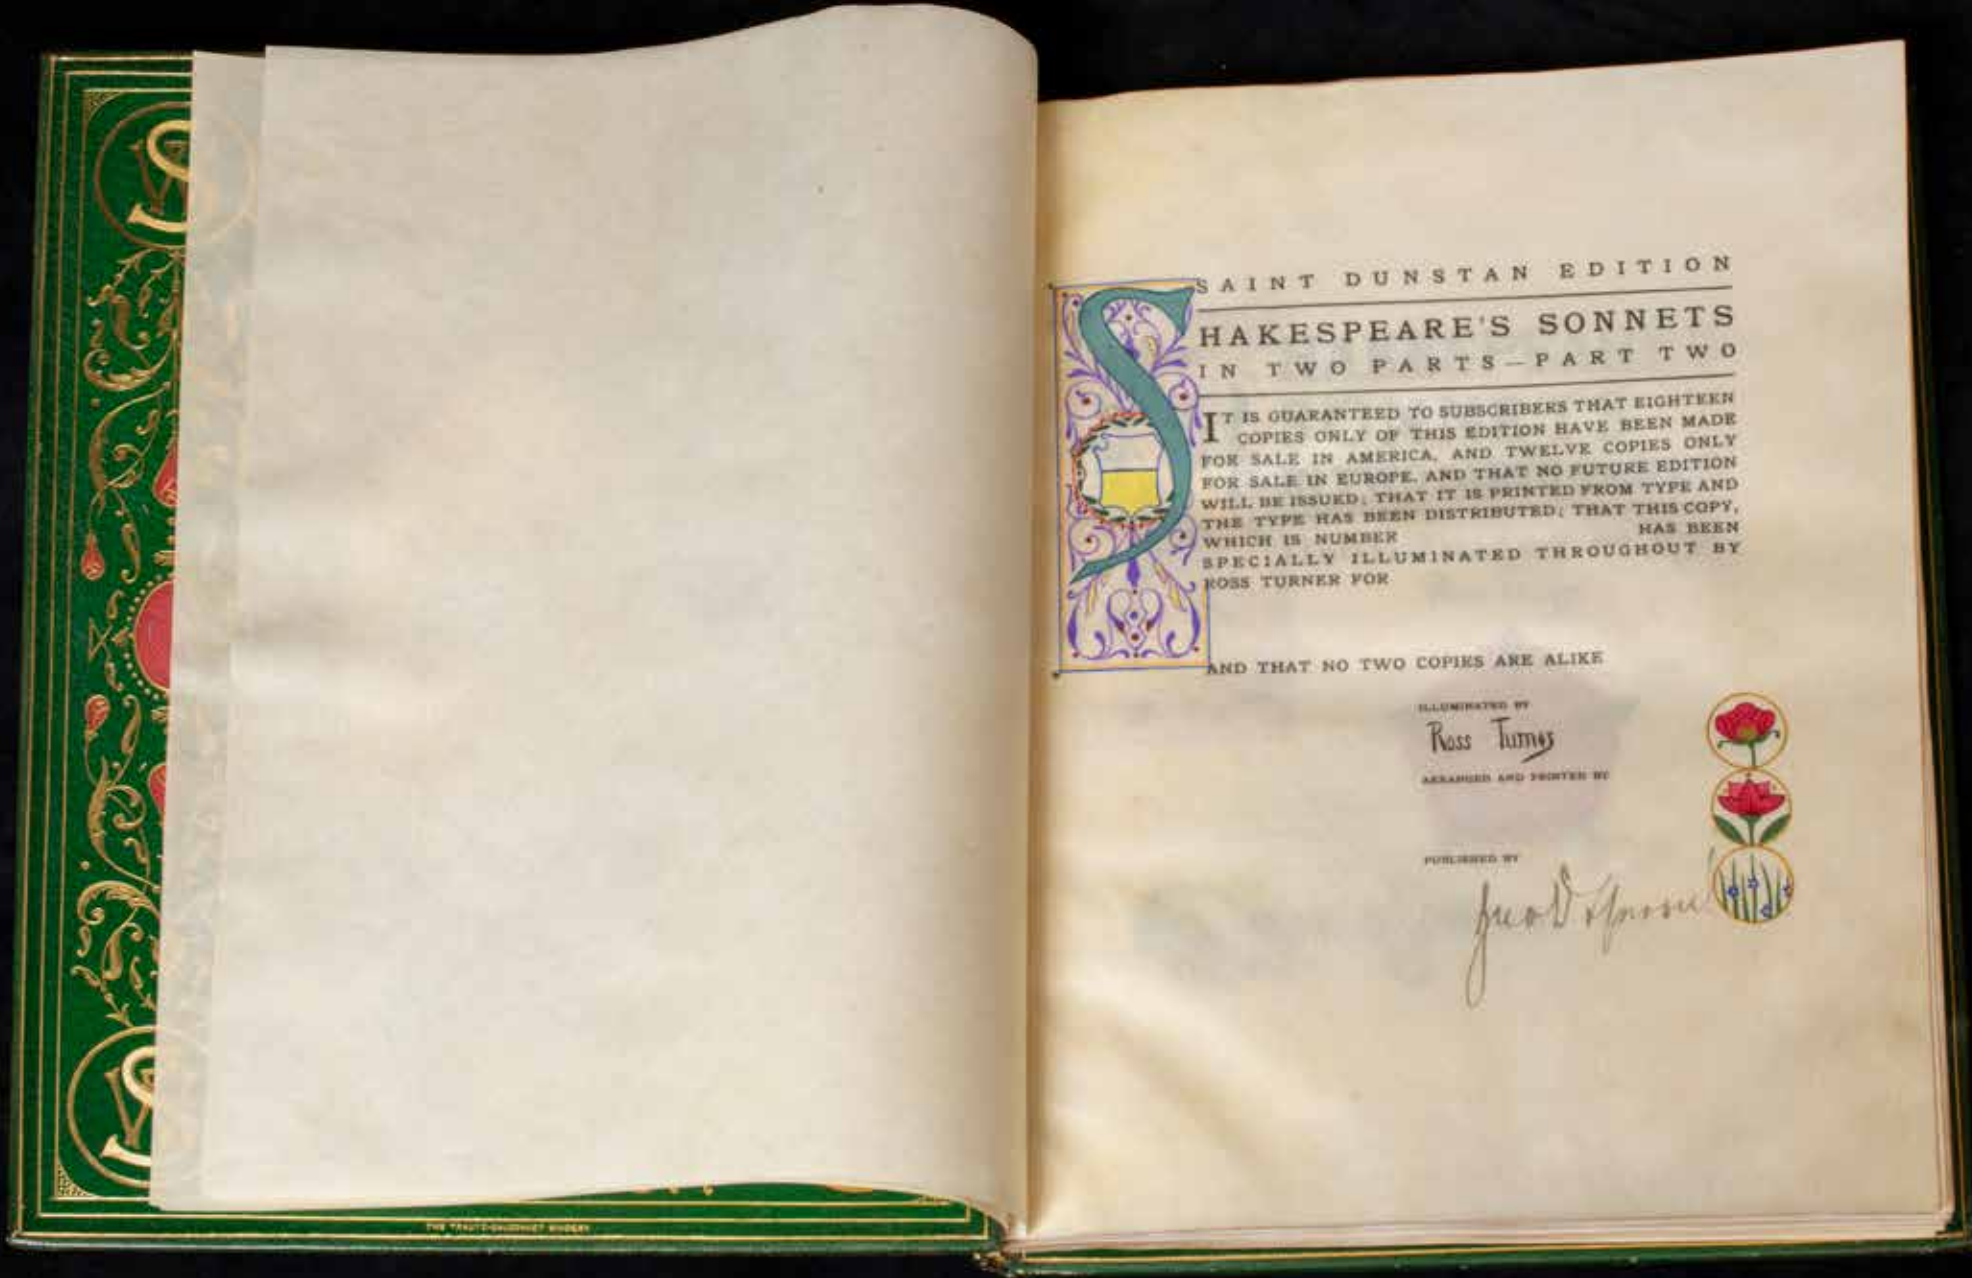 SAINT DUNSTAN EDITION
SHAKESPEARE'S SONNETS
IN TWO PARTS—PART TWO
IT IS GUARANTEED TO SUBSCRIBERS THAT EIGHTEEN
COPIES ONLY OF THIS EDITION HAVE BEEN MADE
FOR SALE IN AMERICA, AND TWELVE COPIES ONLY
FOR SALE IN EUROPE, AND THAT NO FUTURE EDITION
WILL BE ISSUED; THAT IT IS PRINTED FROM TYPE AND
THE TYPE HAS BEEN DISTRIBUTED; THAT THIS COPY,
WHICH IS NUMBER HAS BEEN
SPECIALLY ILLUMINATED THROUGHOUT BY
ROSS TURNER FOR
AND THAT NO TWO COPIES ARE ALIKE
ILLUMINATED BY
Ross Turner
ARRANGED AND PRINTED BY
PUBLISHED BY
THE TRAUTZ-BAUZONNET BINDERY